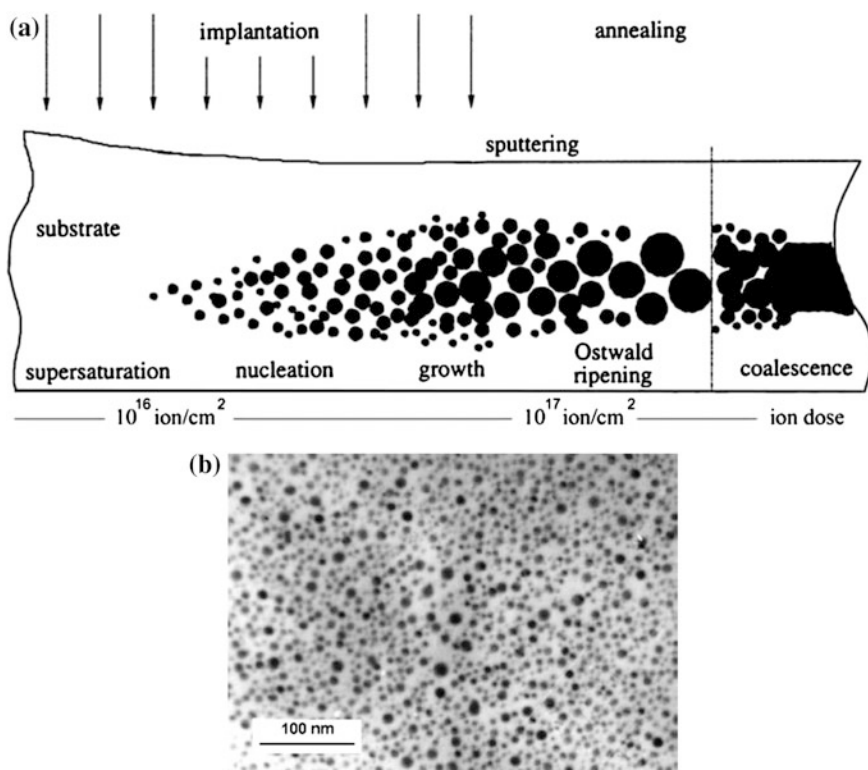 (a)
implantation
annealing
sputtering
substrate
supersaturation
nucleation
growth
Ostwald
ripening
coalescence
10^16 ion/cm^2
10^17 ion/cm^2
ion dose
(b)
100 nm